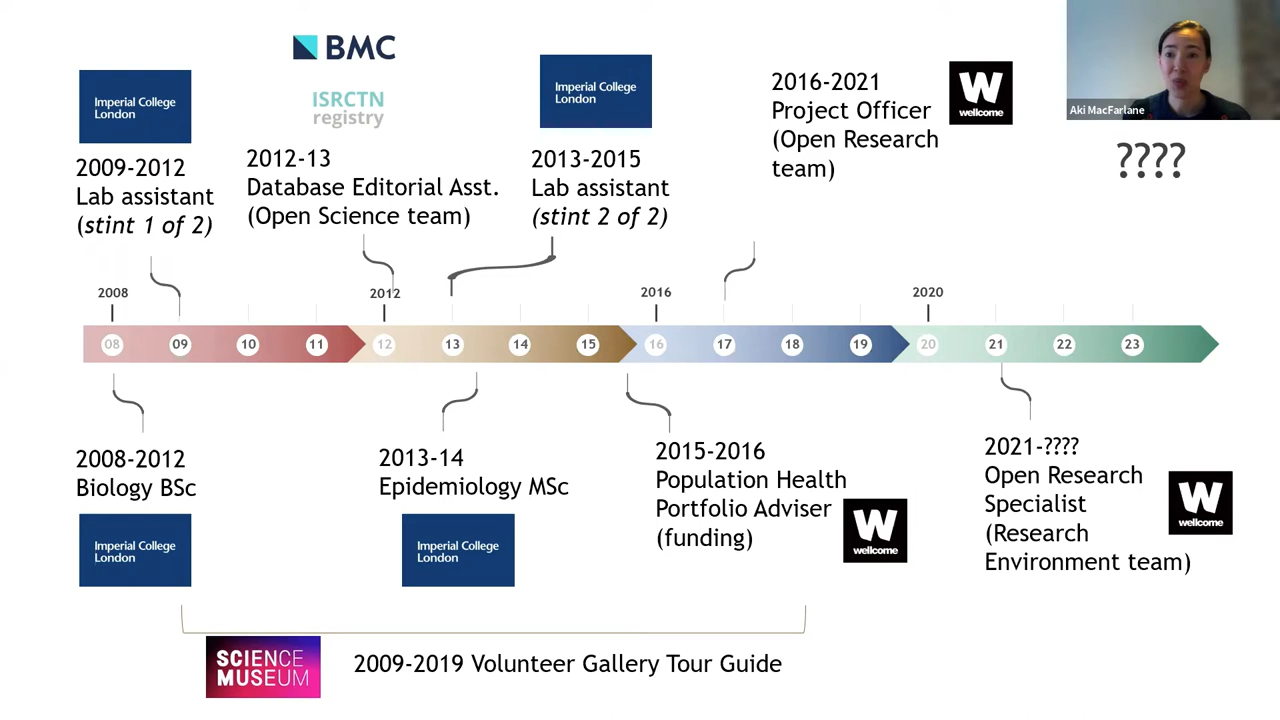 BMC
ISRCTN
registry
Imperial College
London
2009-2012
Lab assistant
(stint 1 of 2)
2012-13
Database Editorial Asst.
(Open Science team)
Imperial College
London
2013-2015
Lab assistant
(stint 2 of 2)
2016-2021
Project Officer
(Open Research
team)
W
wellcome
Aki MacFarlane
????
2008
2012
2016
2020
08 09 10 11 12 13 14 15 16 17 18 19 20 21 22 23
2008-2012
Biology BSc
Imperial College
London
2013-14
Epidemiology MSc
Imperial College
London
2015-2016
Population Health
Portfolio Adviser
(funding)
W
wellcome
2021-????
Open Research
Specialist
(Research
Environment team)
W
wellcome
SCIENCE
MUSEUM
2009-2019 Volunteer Gallery Tour Guide